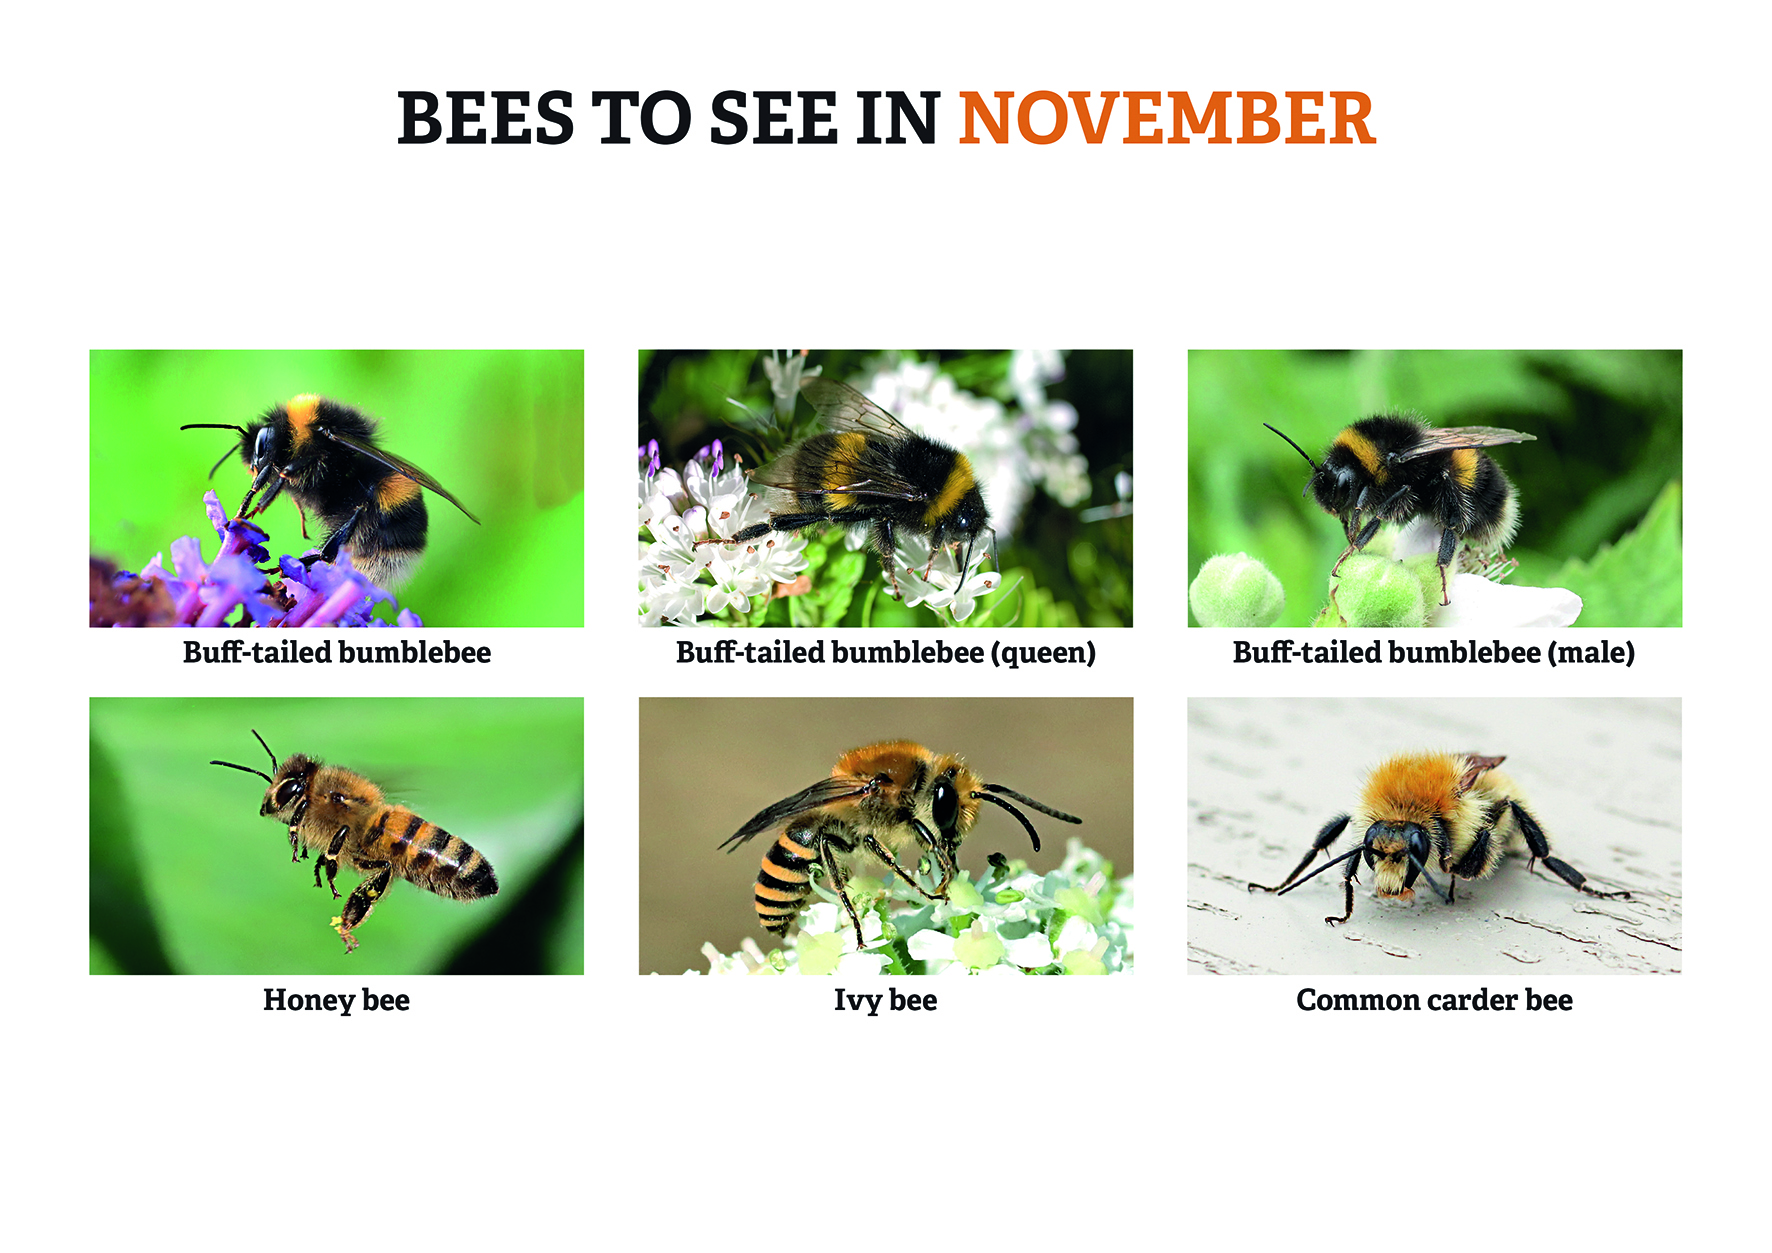 BEES TO SEE IN NOVEMBER
Buff-tailed bumblebee
Buff-tailed bumblebee (queen)
Buff-tailed bumblebee (male)
Honey bee
Ivy bee
Common carder bee